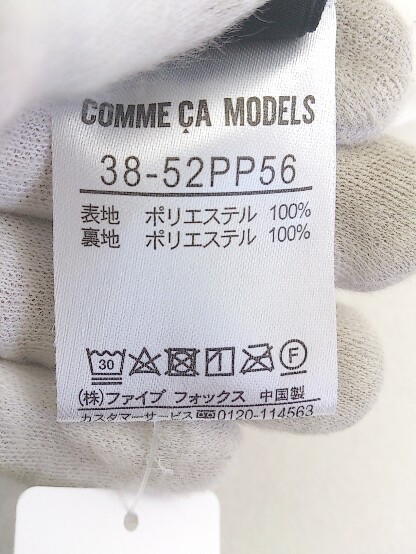 COMME ÇA MODELS
38-52PP56
表地 ポリエステル 100%
裏地 ポリエステル 100%
30 F
(株)ファイブ フォックス 中国製
カスタマーサービス 0120-114563